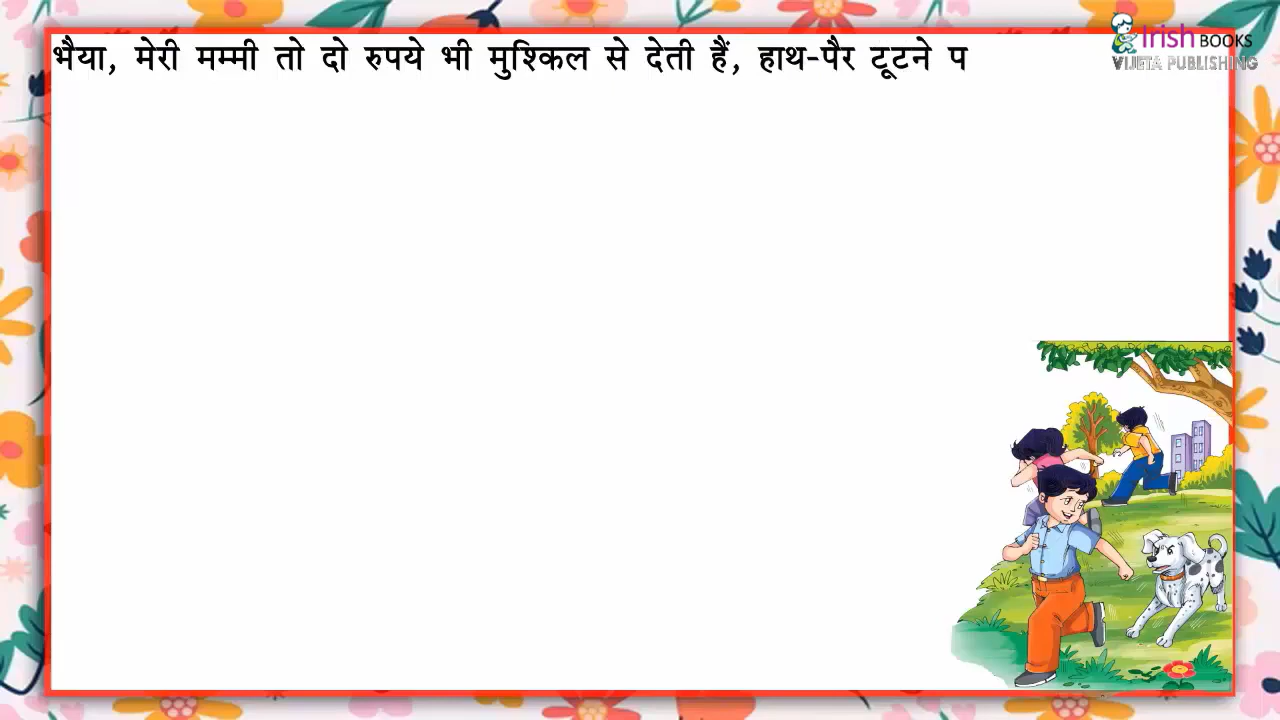 भैया, मेरी मम्मी तो दो रुपये भी मुश्किल से देती हैं, हाथ-पैर टूटने प
Irish BOOKS
VIJETA PUBLISHING